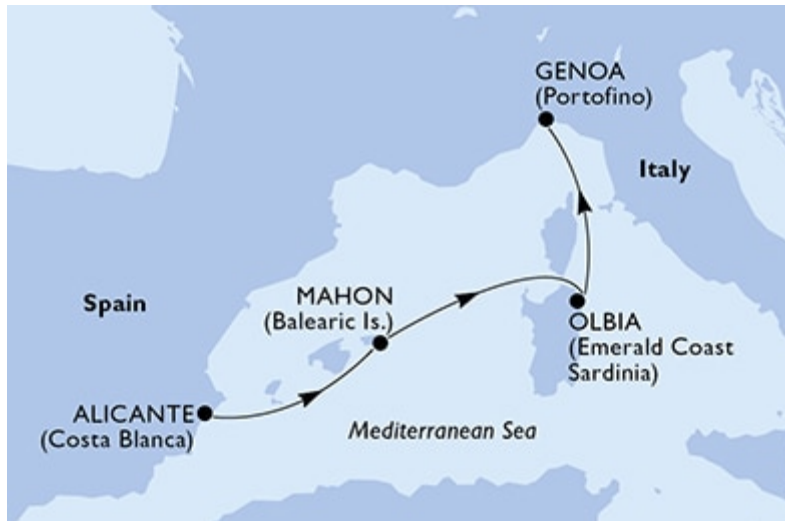 GENOA
(Portofino)
Italy
Spain
MAHON
(Balearic Is.)
OLBIA
(Emerald Coast
Sardinia)
ALICANTE
(Costa Blanca)
Mediterranean Sea